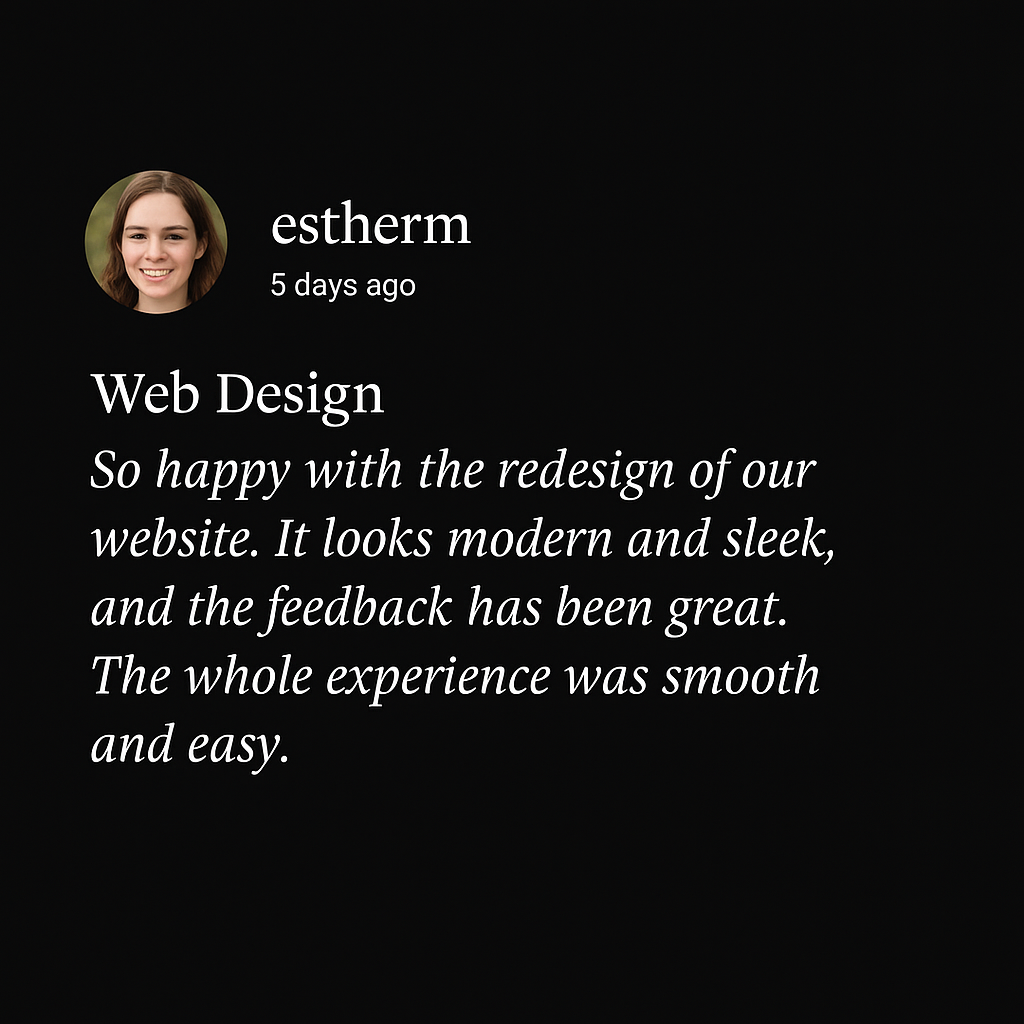 estherm
5 days ago
Web Design
So happy with the redesign of our
website. It looks modern and sleek,
and the feedback has been great.
The whole experience was smooth
and easy.